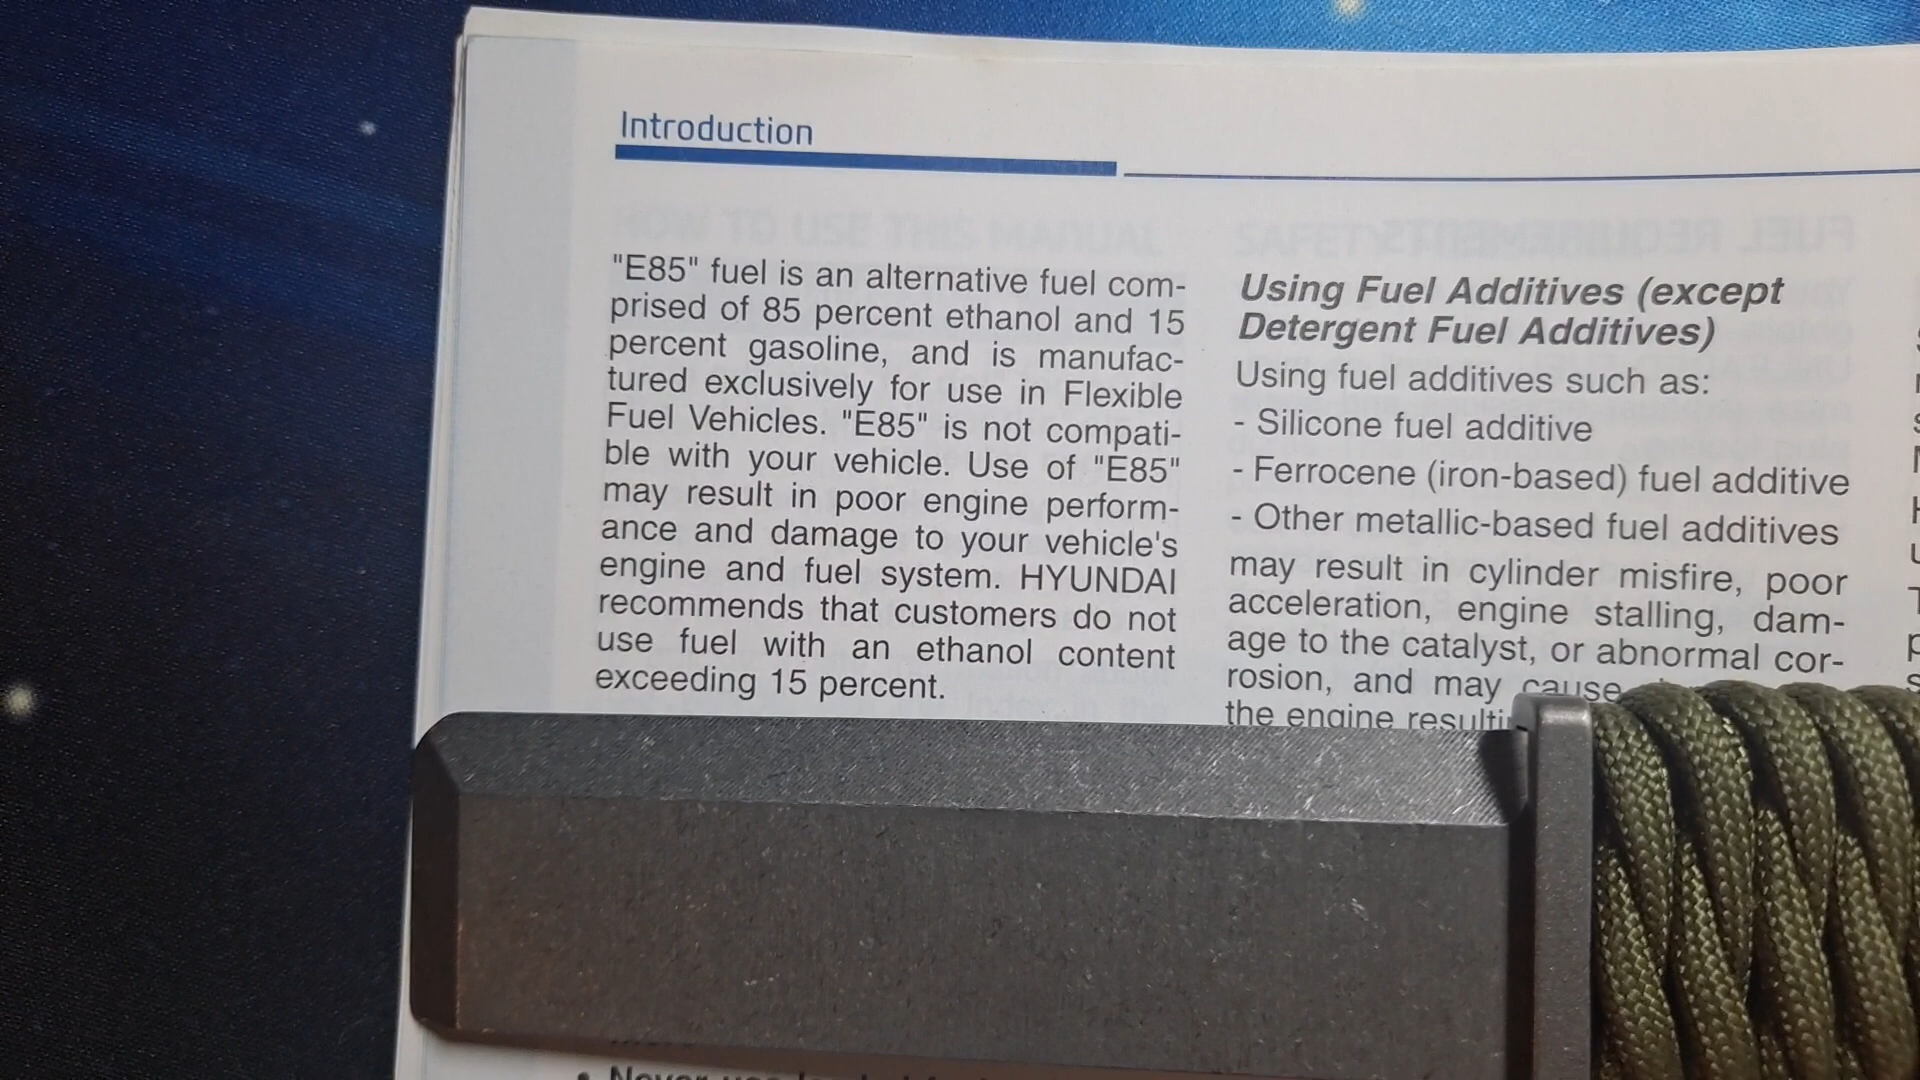 Introduction
"E85" fuel is an alternative fuel com-
prised of 85 percent ethanol and 15
percent gasoline, and is manufac-
tured exclusively for use in Flexible
Fuel Vehicles. "E85" is not compati-
ble with your vehicle. Use of "E85"
may result in poor engine perform-
ance and damage to your vehicle's
engine and fuel system. HYUNDAI
recommends that customers do not
use fuel with an ethanol content
exceeding 15 percent.
Using Fuel Additives (except
Detergent Fuel Additives)
Using fuel additives such as:
- Silicone fuel additive
- Ferrocene (iron-based) fuel additive
- Other metallic-based fuel additives
may result in cylinder misfire, poor
acceleration, engine stalling, dam-
age to the catalyst, or abnormal cor-
rosion, and may cause
the engine